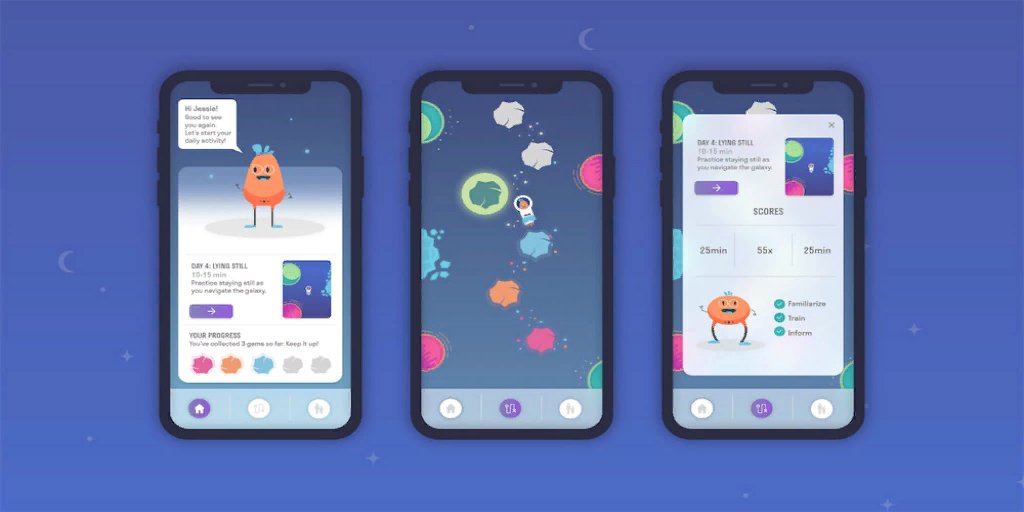 Hi Jessie!
Good to see
you again.
Let's start your
daily activity!
DAY 4: LYING STILL
10-15 min
Practice staying still as
you navigate the galaxy.
YOUR PROGRESS
You've collected 3 game so far. Keep it up!
DAY 4: LYING STILL
10-15 min
Practice staying still as
you navigate the galaxy.
SCORES
25min 55x 25min
Familiarize
Train
Inform